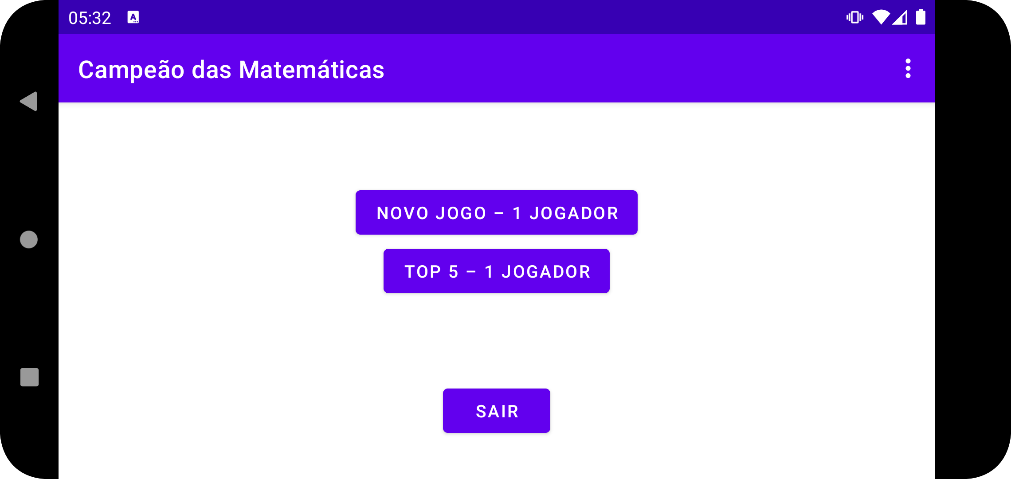 05:32
Campeão das Matemáticas
NOVO JOGO – 1 JOGADOR
TOP 5 – 1 JOGADOR
SAIR